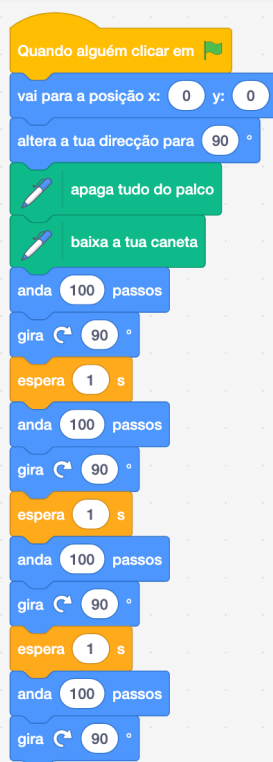 Quando alguém clicar em
vai para a posição x: 0 y: 0
altera a tua direcção para 90 °
apaga tudo do palco
baixa a tua caneta
anda 100 passos
gira 90 °
espera 1 s
anda 100 passos
gira 90 °
espera 1 s
anda 100 passos
gira 90 °
espera 1 s
anda 100 passos
gira 90 °